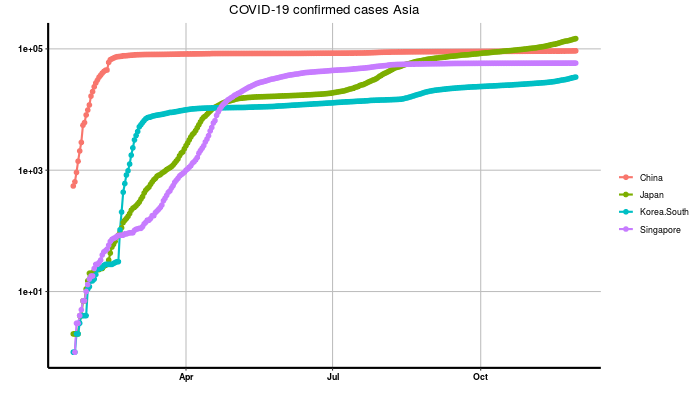 COVID-19 confirmed cases Asia
1e+05
1e+03
1e+01
Apr
Jul
Oct
China
Japan
Korea.South
Singapore